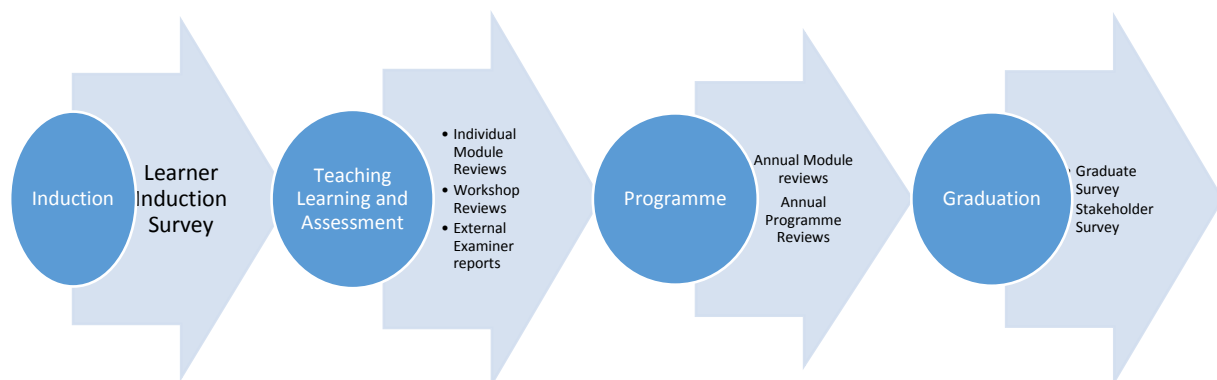 Induction
Learner
Induction
Survey
Teaching
Learning and
Assessment
• Individual
Module
Reviews
• Workshop
Reviews
• External
Examiner
reports
Programme
Annual Module
reviews
Annual
Programme
Reviews
Graduation
• Graduate
Survey
Stakeholder
Survey